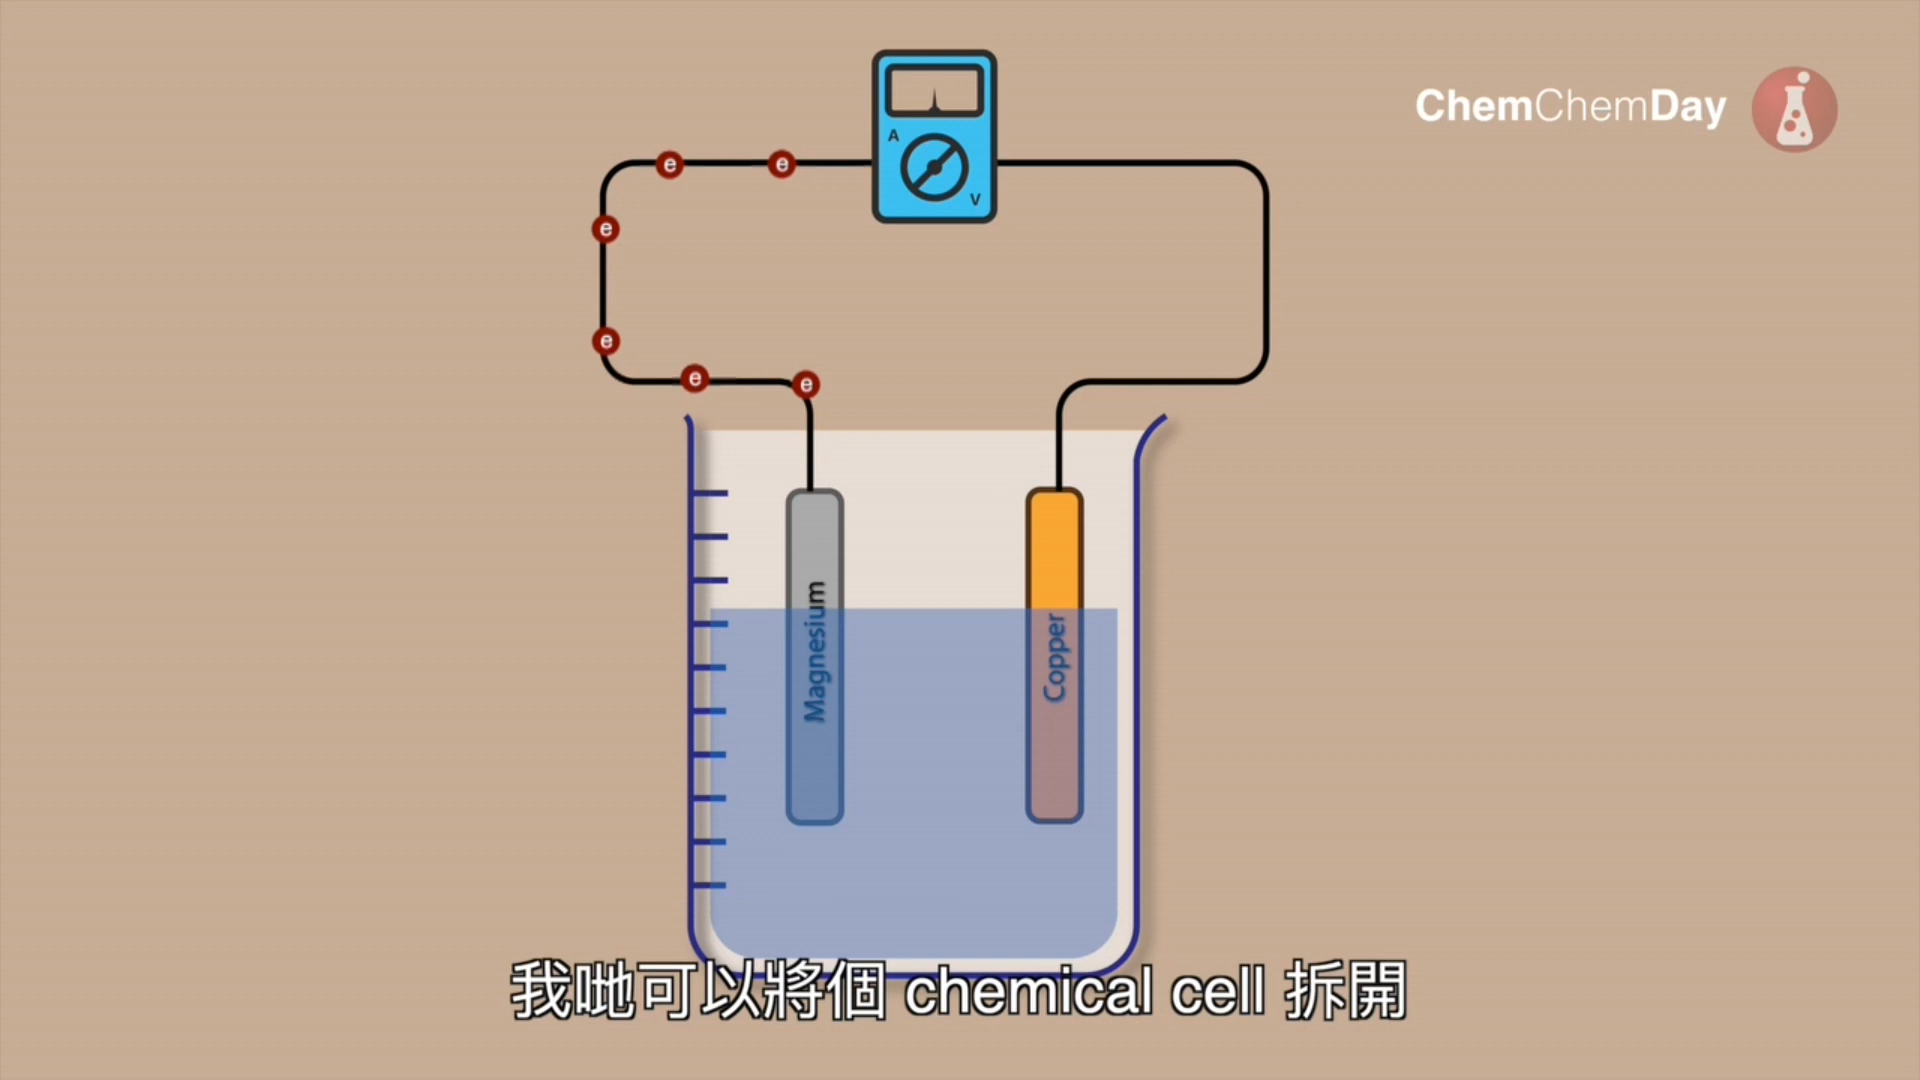 ChemChemDay
A
V
e
e
e
e
e
e
Magnesium
Copper
我哋可以將個 chemical cell 拆開